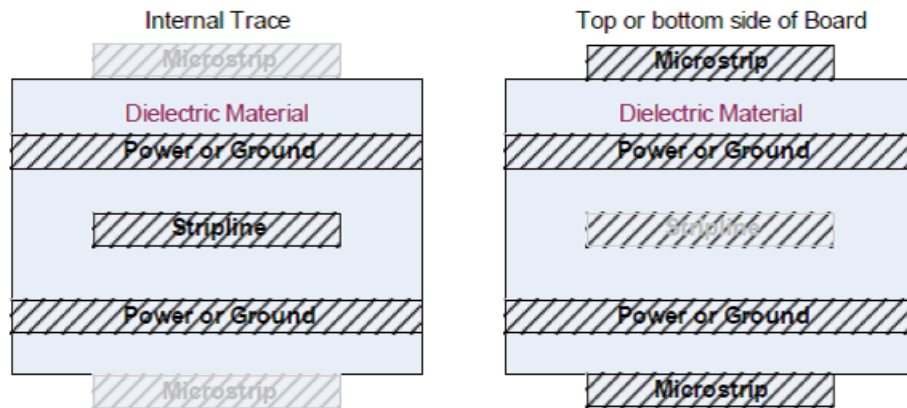 Internal Trace
Microstrip
Dielectric Material
Power or Ground
Stripline
Power or Ground
Microstrip
Top or bottom side of Board
Microstrip
Dielectric Material
Power or Ground
Stripline
Power or Ground
Microstrip